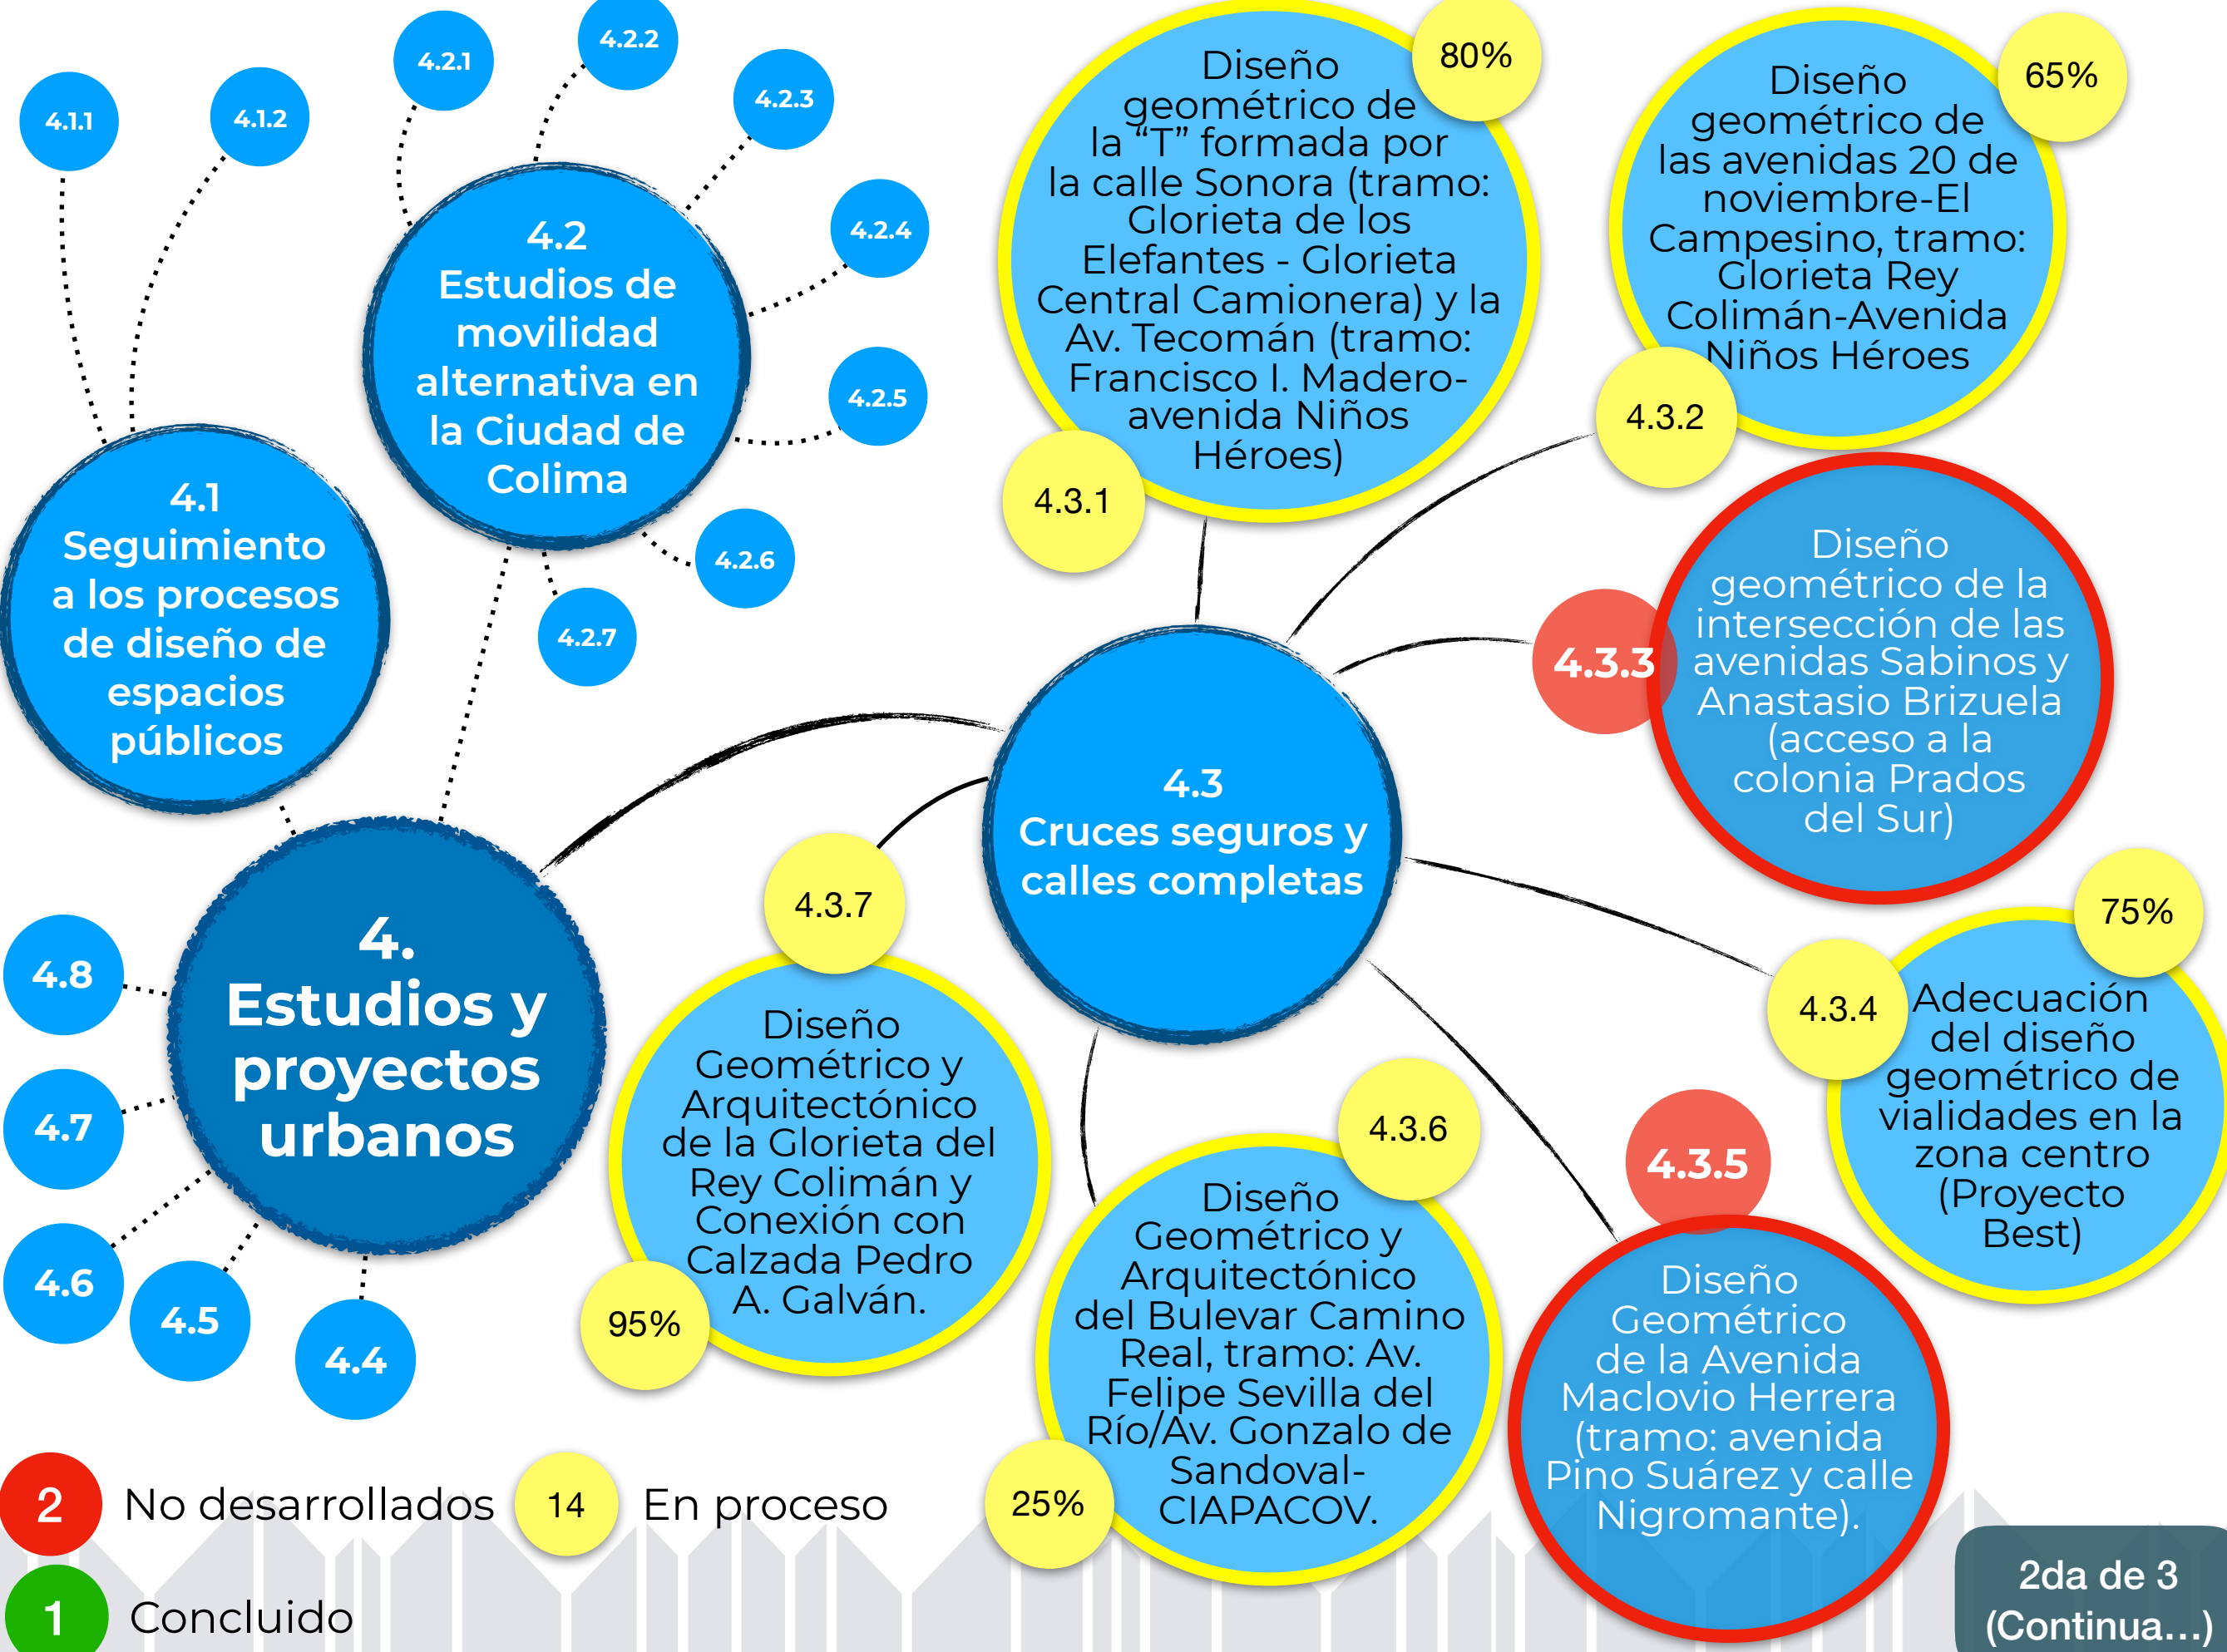 4.1.1
4.1.2
4.2.1
4.2.2
4.2.3
4.2.4
4.2.5
4.2.6
4.2.7
4.2
Estudios de
movilidad
alternativa en
la Ciudad de
Colima
4.1
Seguimiento
a los procesos
de diseño de
espacios
públicos
4.
Estudios y
proyectos
urbanos
4.8
4.7
4.6
4.5
4.4
4.3
Cruces seguros y
calles completas
80%
Diseño
geométrico de
la “T” formada por
la calle Sonora (tramo:
Glorieta de los
Elefantes - Glorieta
Central Camionera) y la
Av. Tecomán (tramo:
Francisco I. Madero-
avenida Niños
Héroes)
4.3.1
65%
Diseño
geométrico de
las avenidas 20 de
noviembre-El
Campesino, tramo:
Glorieta Rey
Colimán-Avenida
Niños Héroes
4.3.2
4.3.3
Diseño
geométrico de la
intersección de las
avenidas Sabinos y
Anastasio Brizuela
(acceso a la
colonia Prados
del Sur)
75%
4.3.4
Adecuación
del diseño
geométrico de
vialidades en la
zona centro
(Proyecto
Best)
4.3.5
Diseño
Geométrico
de la Avenida
Maclovio Herrera
(tramo: avenida
Pino Suárez y calle
Nigromante).
4.3.6
Diseño
Geométrico y
Arquitectónico
del Bulevar Camino
Real, tramo: Av.
Felipe Sevilla del
Río/Av. Gonzalo de
Sandoval-
CIAPACOV.
25%
4.3.7
Diseño
Geométrico y
Arquitectónico
de la Glorieta del
Rey Colimán y
Conexión con
Calzada Pedro
A. Galván.
95%
2 No desarrollados
14 En proceso
1 Concluido
2da de 3
(Continua...)